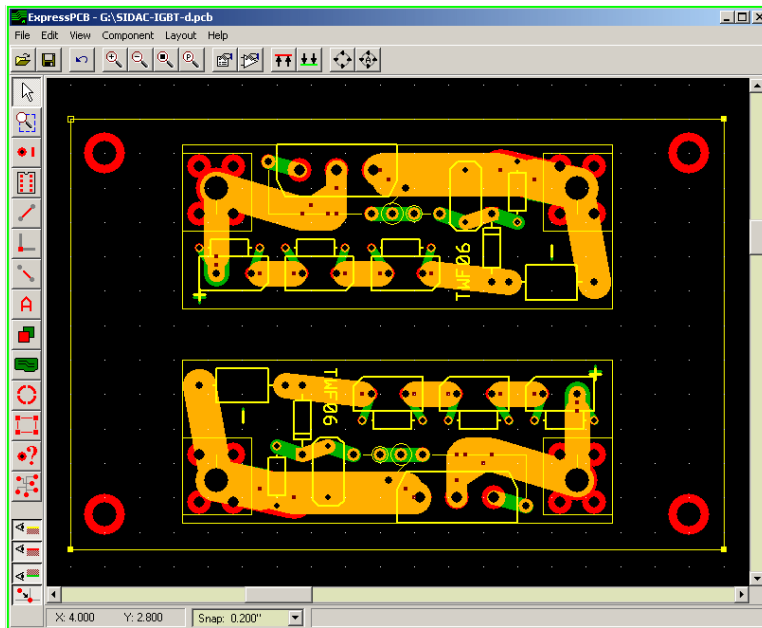 ExpressPCB - G:\SIDAC-IGBT-d.pcb
File Edit View Component Layout Help
P
A
A
TWF06
+
TWF06
+
?
X: 4.000 Y: 2.800 Snap: 0.200"